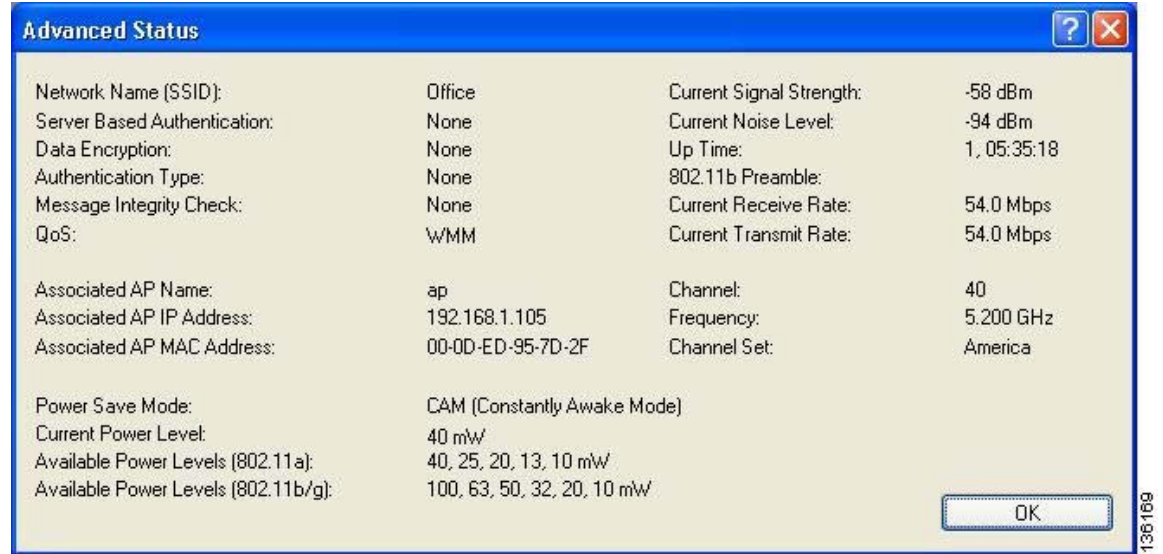 Advanced Status
Network Name (SSID): Office Current Signal Strength: -58 dBm
Server Based Authentication: None Current Noise Level: -94 dBm
Data Encryption: None Up Time: 1, 05:35:18
Authentication Type: None 802.11b Preamble:
Message Integrity Check: None Current Receive Rate: 54.0 Mbps
QoS: WMM Current Transmit Rate: 54.0 Mbps
Associated AP Name: ap Channel: 40
Associated AP IP Address: 192.168.1.105 Frequency: 5.200 GHz
Associated AP MAC Address: 00-0D-ED-95-7D-2F Channel Set: America
Power Save Mode: CAM (Constantly Awake Mode)
Current Power Level: 40 mW
Available Power Levels (802.11a): 40, 25, 20, 13, 10 mW
Available Power Levels (802.11b/g): 100, 63, 50, 32, 20, 10 mW
OK
136169